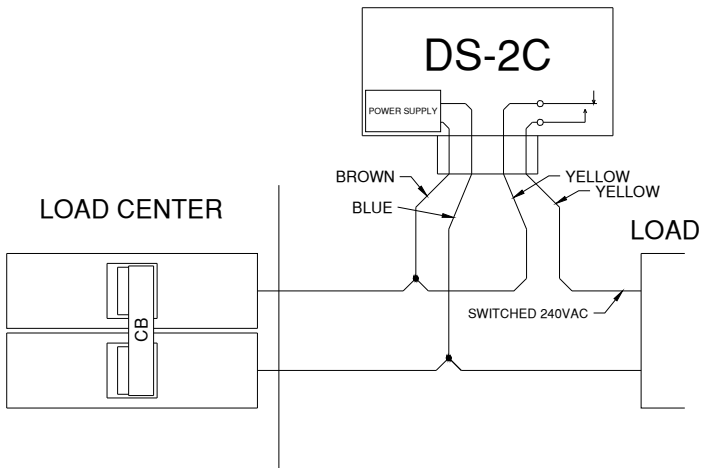 DS-2C
POWER SUPPLY
BROWN
YELLOW
YELLOW
BLUE
LOAD CENTER
LOAD
SWITCHED 240VAC
CB